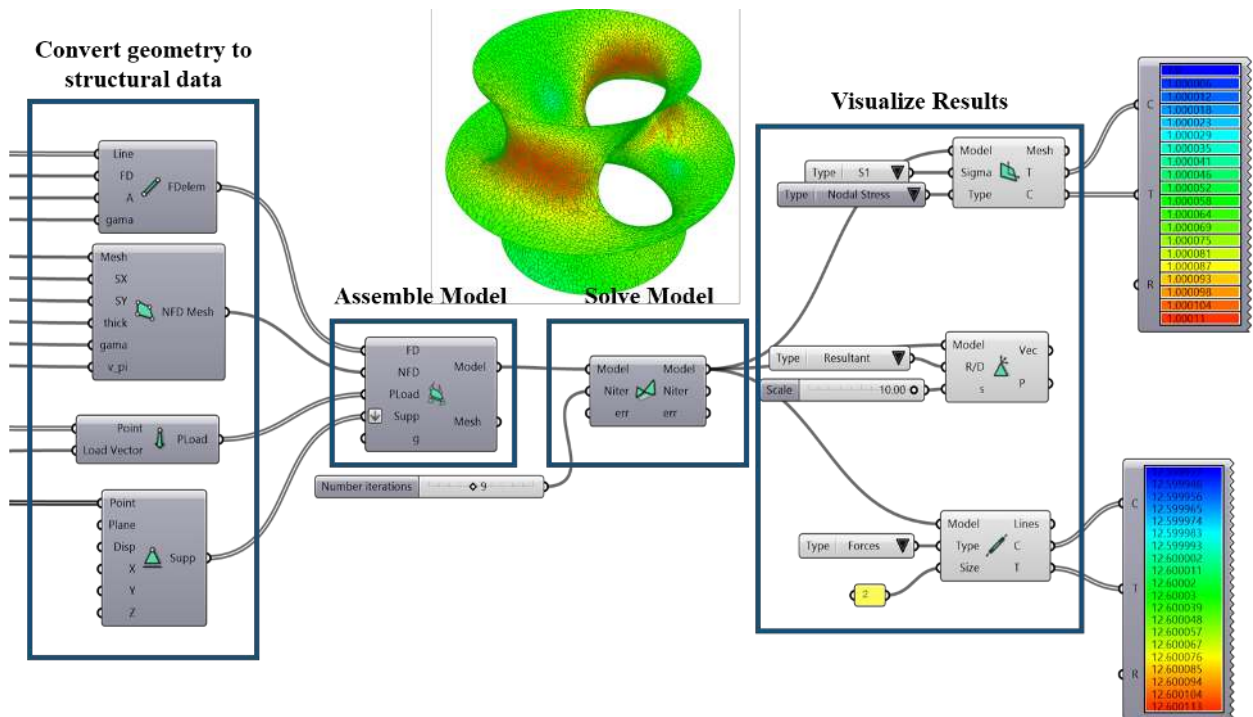 Convert geometry to
structural data
Line
FD
A
gama
FDelem
Mesh
SX
SY
thick
gama
v_pi
NFD Mesh
Point
Load Vector
PLoad
Point
Plane
Disp
X
Y
Z
Supp
Assemble Model
FD
NFD
PLoad
Supp
g
Model
Mesh
Number iterations
9
Solve Model
Model
Niter
err
Model
Niter
err
Visualize Results
Type
S1
Type
Nodal Stress
Model
Sigma
Type
Mesh
T
C
Type
Resultant
Scale
10.00
Model
R/D
s
Vec
P
Type
Forces
2
Model
Type
Size
Lines
C
T
C
T
R
1.000006
1.000012
1.000018
1.000023
1.000029
1.000035
1.000041
1.000046
1.000052
1.000058
1.000064
1.000069
1.000075
1.000081
1.000087
1.000093
1.000098
1.000104
1.00011
C
T
R
12.599946
12.599956
12.599965
12.599974
12.599983
12.599993
12.600002
12.600011
12.60002
12.60003
12.600039
12.600048
12.600057
12.600067
12.600076
12.600085
12.600094
12.600104
12.600113